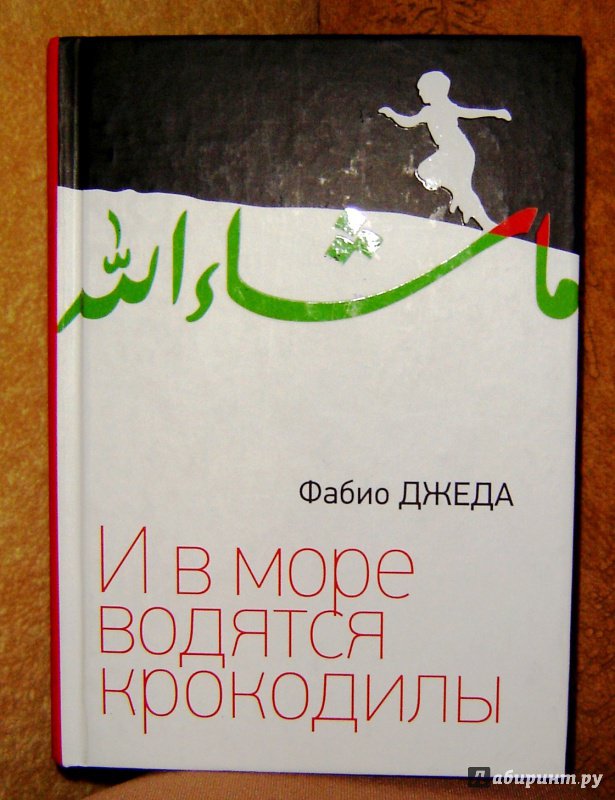 ما شاء الله
Фабио ДЖЕДА
И в море
водятся
крокодилы
Лабиринт.ру